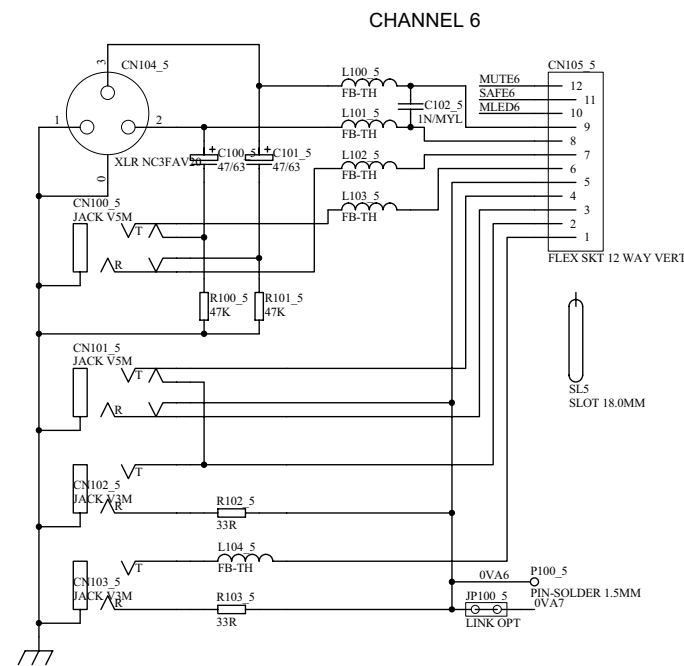 CHANNEL 6
CN104_5
3
1
2
0
XLR NC3FAV20
L100_5
FB-TH
L101_5
FB-TH
C102_5
1N/MYL
L102_5
FB-TH
L103_5
FB-TH
C100_5
47/63
C101_5
47/63
+
+
CN105_5
MUTE6
SAFE6
MLED6
12
11
10
9
8
7
6
5
4
3
2
1
FLEX SKT 12 WAY VERT
CN100_5
JACK V5M
T
R
R100_5
47K
R101_5
47K
CN101_5
JACK V5M
T
R
SL5
SLOT 18.0MM
CN102_5
JACK V3M
T
R
R102_5
33R
L104_5
FB-TH
CN103_5
JACK V3M
T
R
R103_5
33R
0VA6
P100_5
PIN-SOLDER 1.5MM
JP100_5
0VA7
LINK OPT